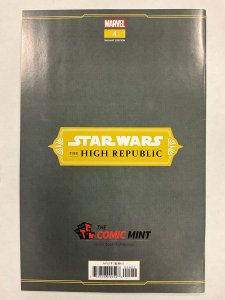 MARVEL
4
VARIANT EDITION
STAR WARS
THE HIGH REPUBLIC
THE
COMIC MINT